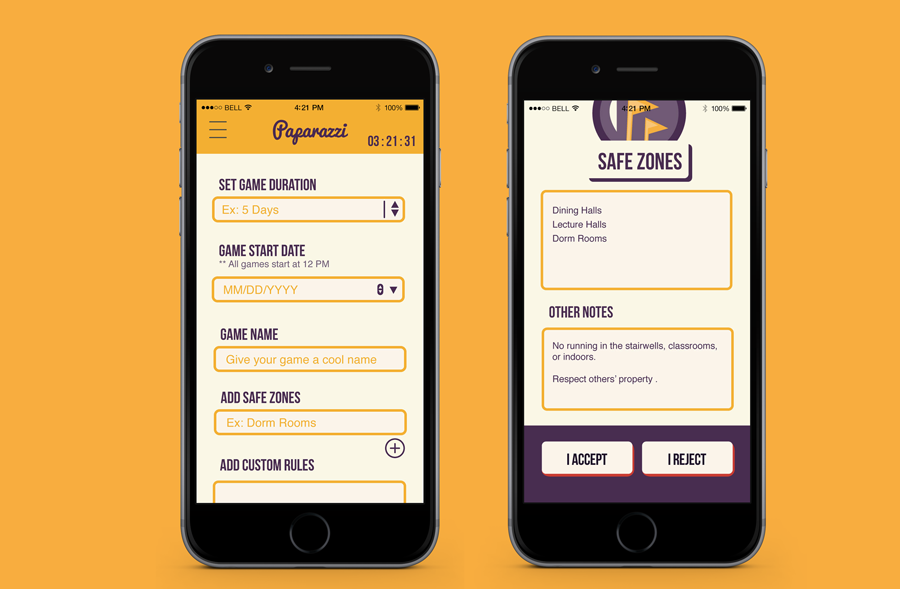 BELL 4:21 PM 100%
Paparazzi
03:21:31
SET GAME DURATION
Ex: 5 Days
GAME START DATE
** All games start at 12 PM
MM/DD/YYYY
GAME NAME
Give your game a cool name
ADD SAFE ZONES
Ex: Dorm Rooms
ADD CUSTOM RULES
BELL 4:21 PM 100%
SAFE ZONES
Dining Halls
Lecture Halls
Dorm Rooms
OTHER NOTES
No running in the stairwells, classrooms,
or indoors.
Respect others' property .
I ACCEPT I REJECT